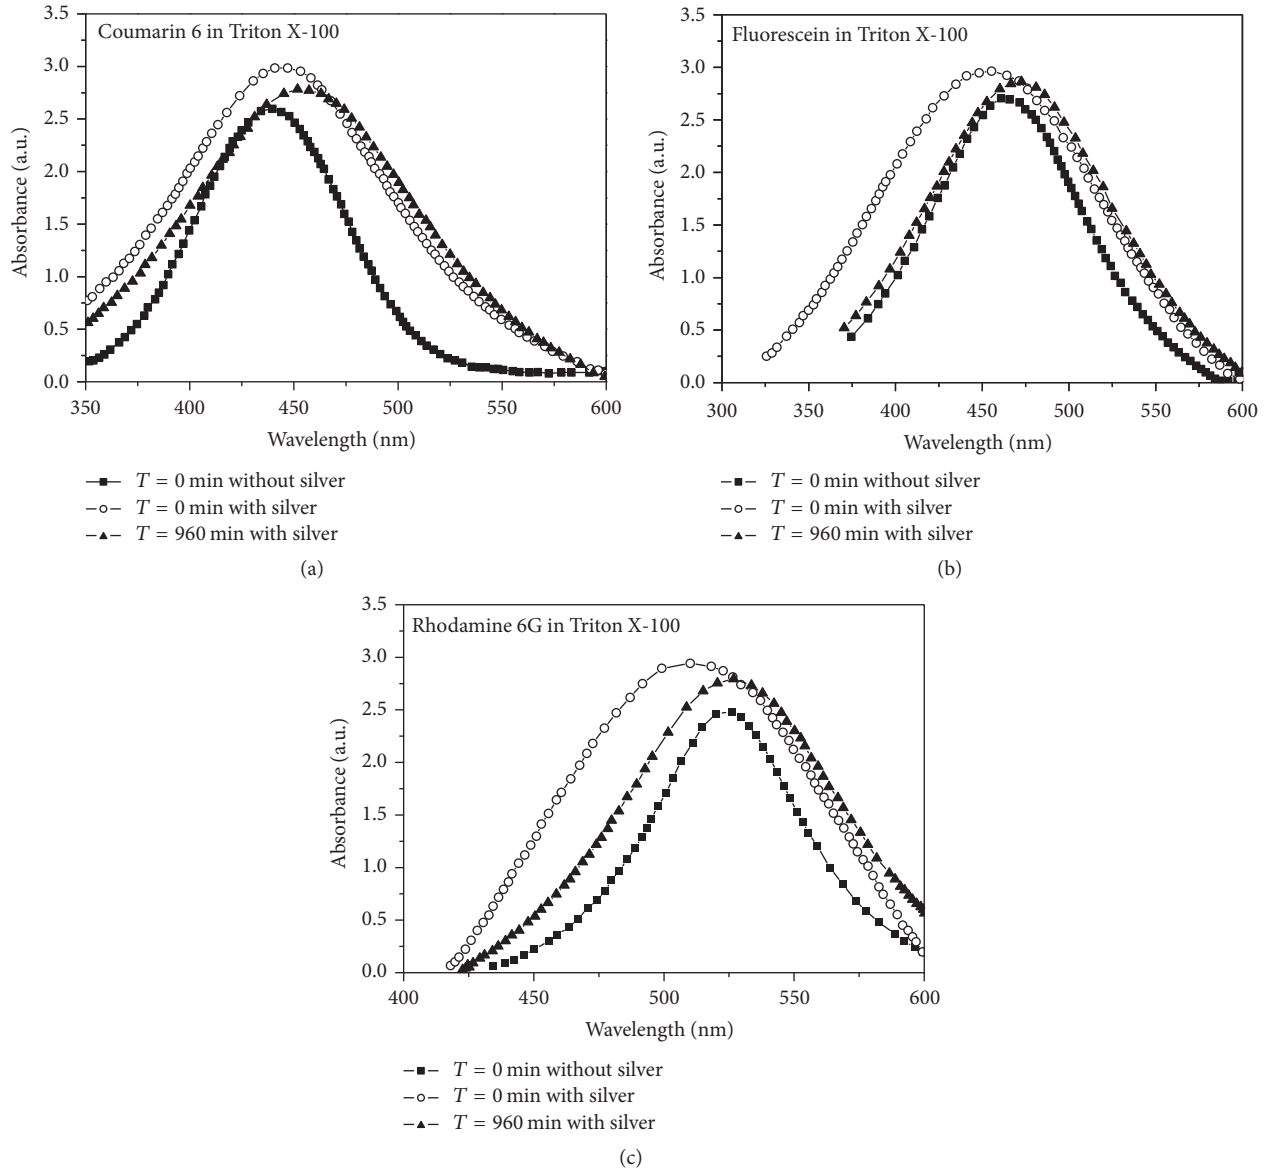 Coumarin 6 in Triton X-100
Absorbance (a.u.)
3.5
3.0
2.5
2.0
1.5
1.0
0.5
0.0
350 400 450 500 550 600
Wavelength (nm)
T = 0 min without silver
T = 0 min with silver
T = 960 min with silver
(a)
Fluorescein in Triton X-100
Absorbance (a.u.)
3.5
3.0
2.5
2.0
1.5
1.0
0.5
0.0
300 350 400 450 500 550 600
Wavelength (nm)
T = 0 min without silver
T = 0 min with silver
T = 960 min with silver
(b)
Rhodamine 6G in Triton X-100
Absorbance (a.u.)
3.5
3.0
2.5
2.0
1.5
1.0
0.5
0.0
400 450 500 550 600
Wavelength (nm)
T = 0 min without silver
T = 0 min with silver
T = 960 min with silver
(c)